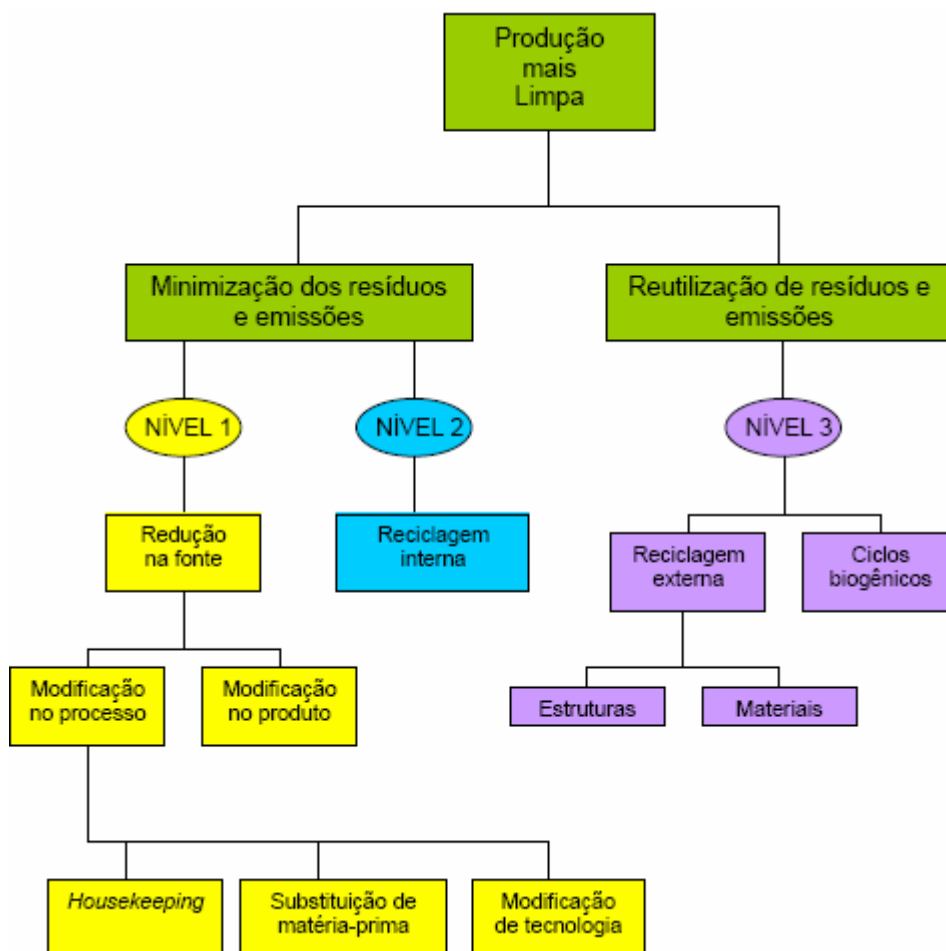 Produção
mais
Limpa
Minimização dos resíduos
e emissões
Reutilização de resíduos e
emissões
NÍVEL 1
NÍVEL 2
NÍVEL 3
Redução
na fonte
Reciclagem
interna
Reciclagem
externa
Ciclos
biogênicos
Modificação
no processo
Modificação
no produto
Estruturas
Materiais
Housekeeping
Substituição de
matéria-prima
Modificação
de tecnologia